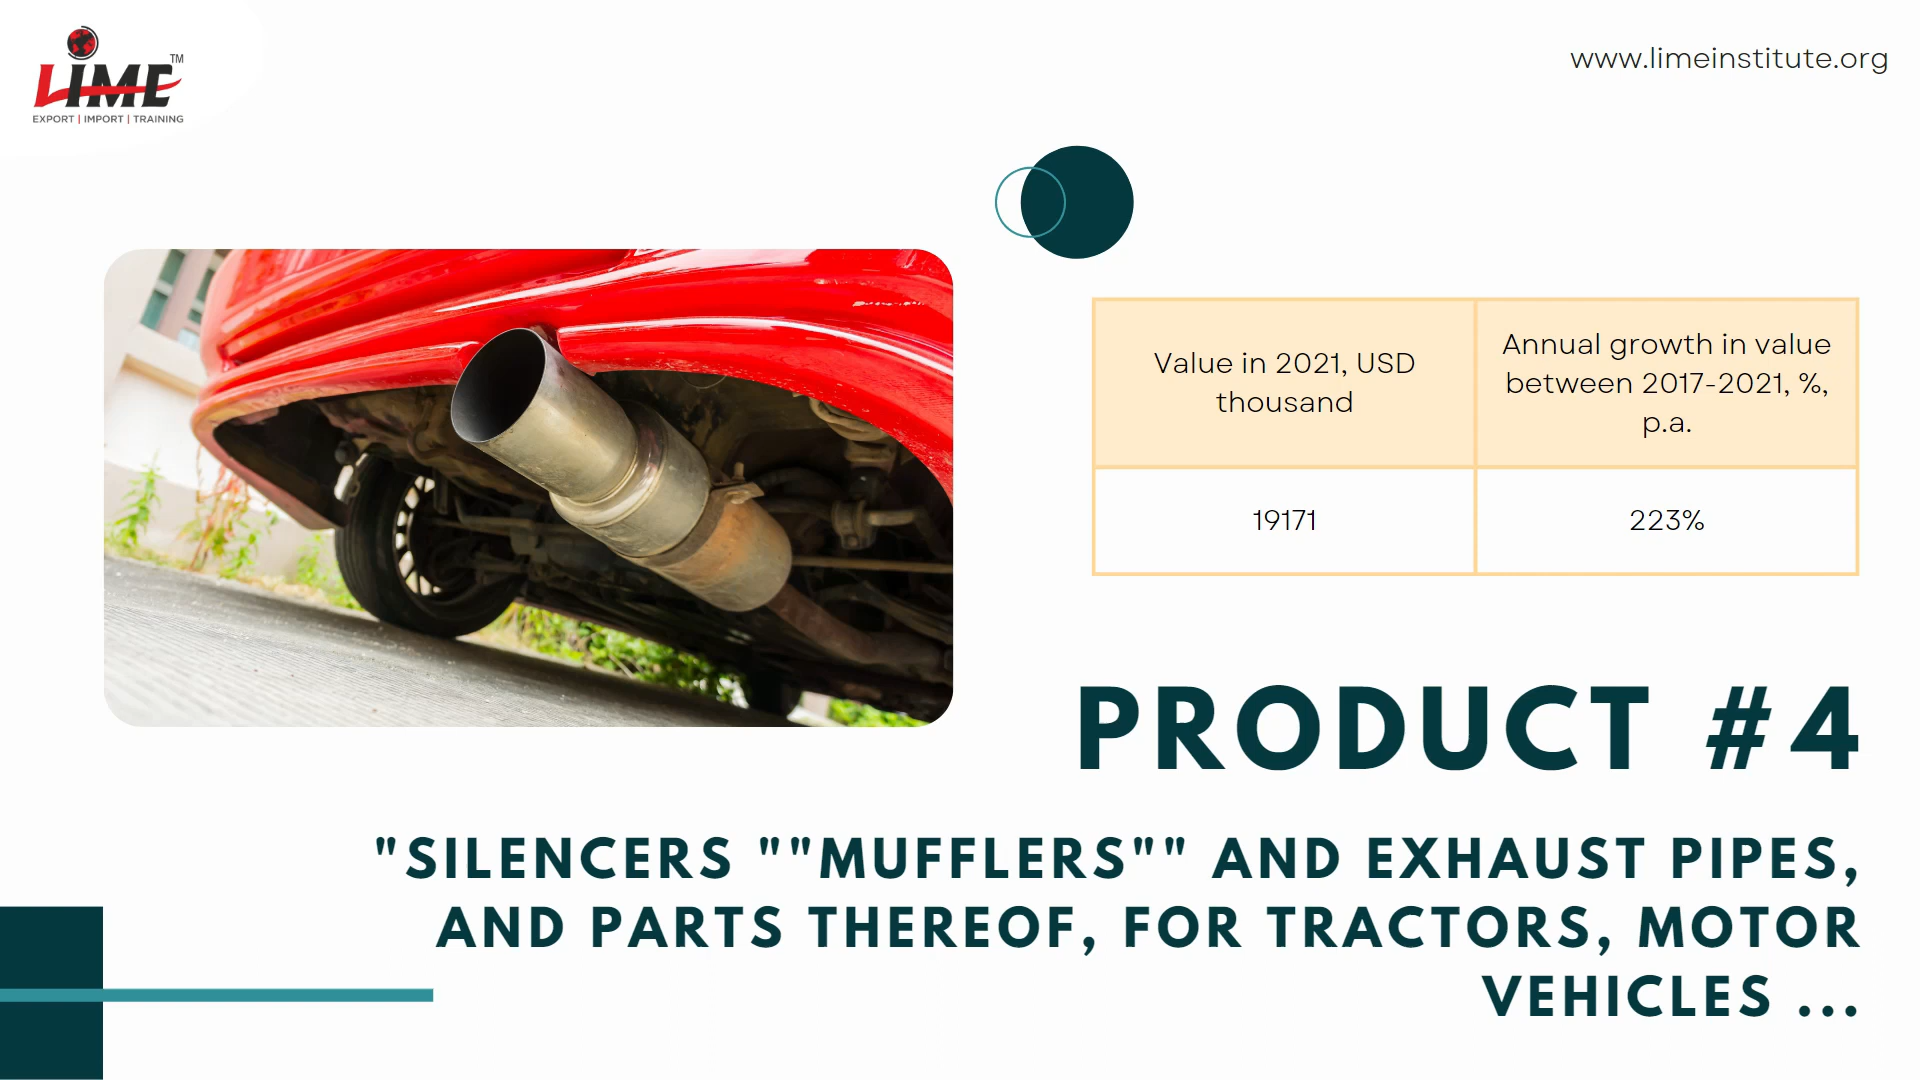 LIME TM
EXPORT | IMPORT | TRAINING
www.limeinstitute.org
Value in 2021, USD
thousand
Annual growth in value
between 2017-2021, %,
p.a.
19171
223%
PRODUCT #4
"SILENCERS ""MUFFLERS"" AND EXHAUST PIPES,
AND PARTS THEREOF, FOR TRACTORS, MOTOR
VEHICLES ...